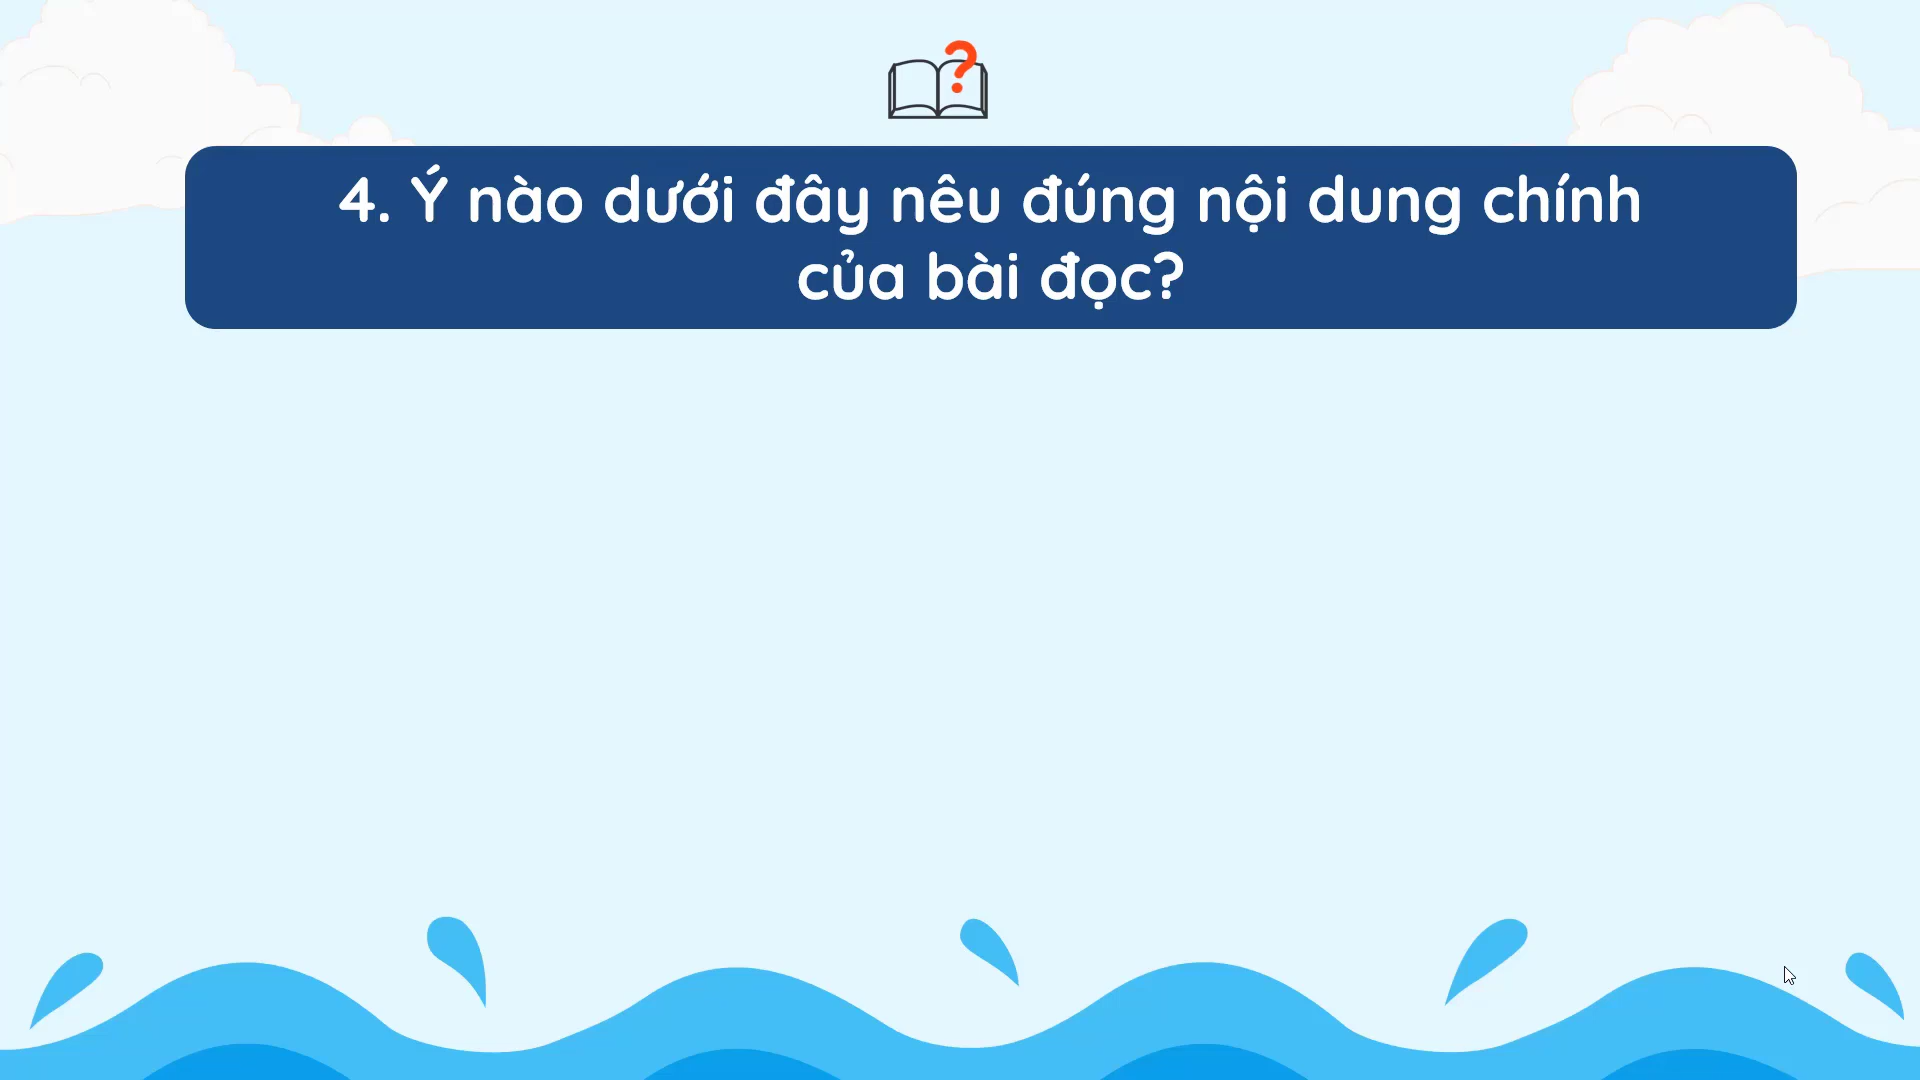 4. Ý nào dưới đây nêu đúng nội dung chính
của bài đọc?